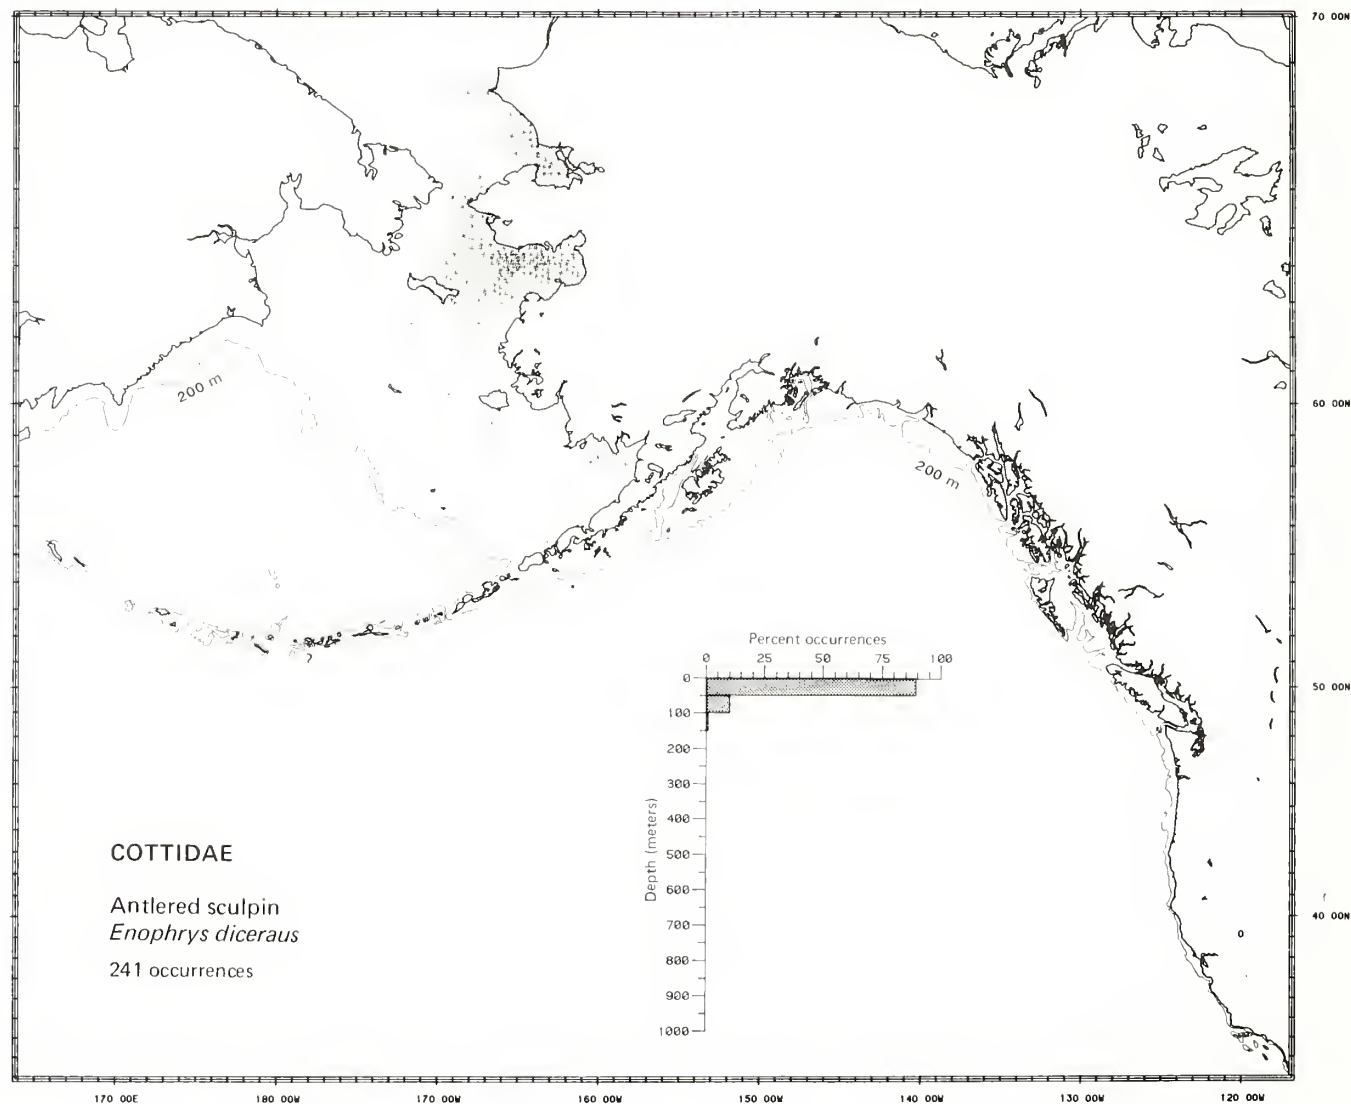 70 00N
200 m
60 00N
200 m
Percent occurrences
0 25 50 75 100
0
50 00N
100
200
300
400
500
600
700
800
900
1000
Depth (meters)
COTTIDAE
Antlered sculpin
Enophrys diceraus
241 occurrences
40 00N
170 00E 180 00W 170 00W 160 00W 150 00W 140 00W 130 00W 120 00W